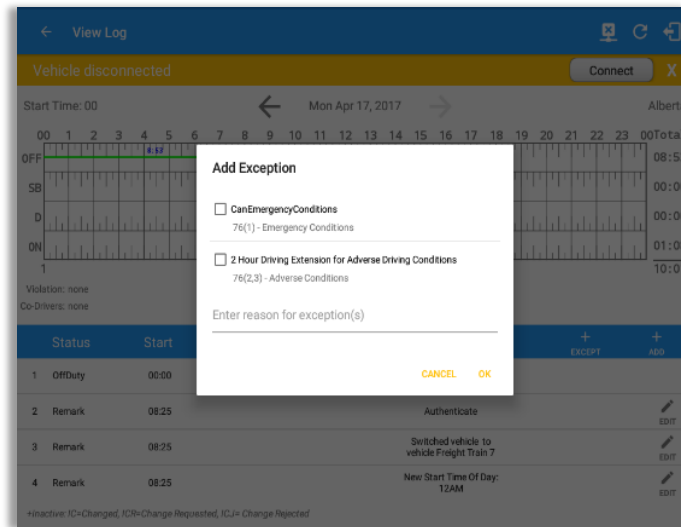 View Log
Vehicle disconnected
Connect X
Start Time: 00 Mon Apr 17, 2017 Albert
00 1 2 3 4 5 6 7 8 9 10 11 12 13 14 15 16 17 18 19 20 21 22 23 00 Tota
OFF 8:53 08:5
SB 00:0
D 00:0
ON 01:0
1 10:0
Violation: none
Co-Drivers: none
Add Exception
CanEmergencyConditions
76(1) - Emergency Conditions
2 Hour Driving Extension for Adverse Driving Conditions
76(2,3) - Adverse Conditions
Enter reason for exception(s)
CANCEL OK
Status Start + EXCEPT + ADD
1 OffDuty 00:00
2 Remark 08:25 Authenticate EDIT
3 Remark 08:25 Switched vehicle to
vehicle Freight Train 7 EDIT
4 Remark 08:25 New Start Time Of Day:
12AM EDIT
+Inactive: IC=Changed, ICR=Change Requested, ICJ= Change Rejected